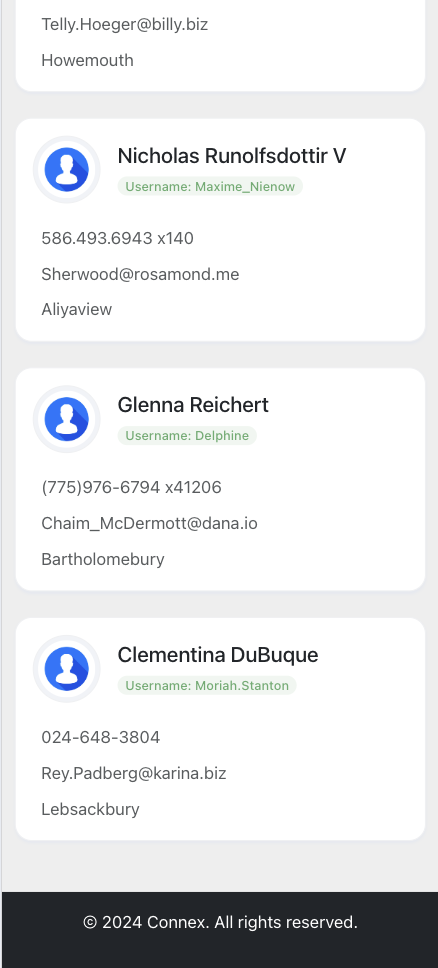 Telly.Hoeger@billy.biz
Howemouth
Nicholas Runolfsdottir V
Username: Maxime_Nienow
586.493.6943 x140
Sherwood@rosamond.me
Aliyaview
Glenna Reichert
Username: Delphine
(775)976-6794 x41206
Chaim_McDermott@dana.io
Bartholomebury
Clementina DuBuque
Username: Moriah.Stanton
024-648-3804
Rey.Padberg@karina.biz
Lebsackbury
© 2024 Connex. All rights reserved.